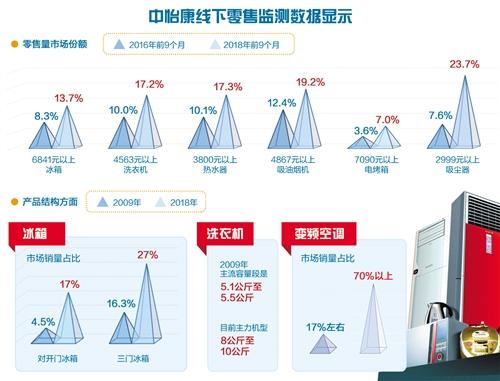 中怡康线下零售监测数据显示
零售量市场份额
2016年前9个月
2018年前9个月
8.3%
13.7%
10.0%
17.2%
10.1%
17.3%
12.4%
19.2%
3.6%
7.0%
7.6%
23.7%
6841元以上
冰箱
4563元以上
洗衣机
3800元以上
热水器
4867元以上
吸油烟机
7090元以上
电烤箱
2999元以上
吸尘器
产品结构方面
2009年
2018年
冰箱
市场销量占比
4.5%
17%
16.3%
27%
对开门冰箱
三门冰箱
洗衣机
2009年
主流容量段是
5.1公斤至
5.5公斤
目前主力机型
8公斤至
10公斤
变频空调
市场销量占比
70%以上
17%左右